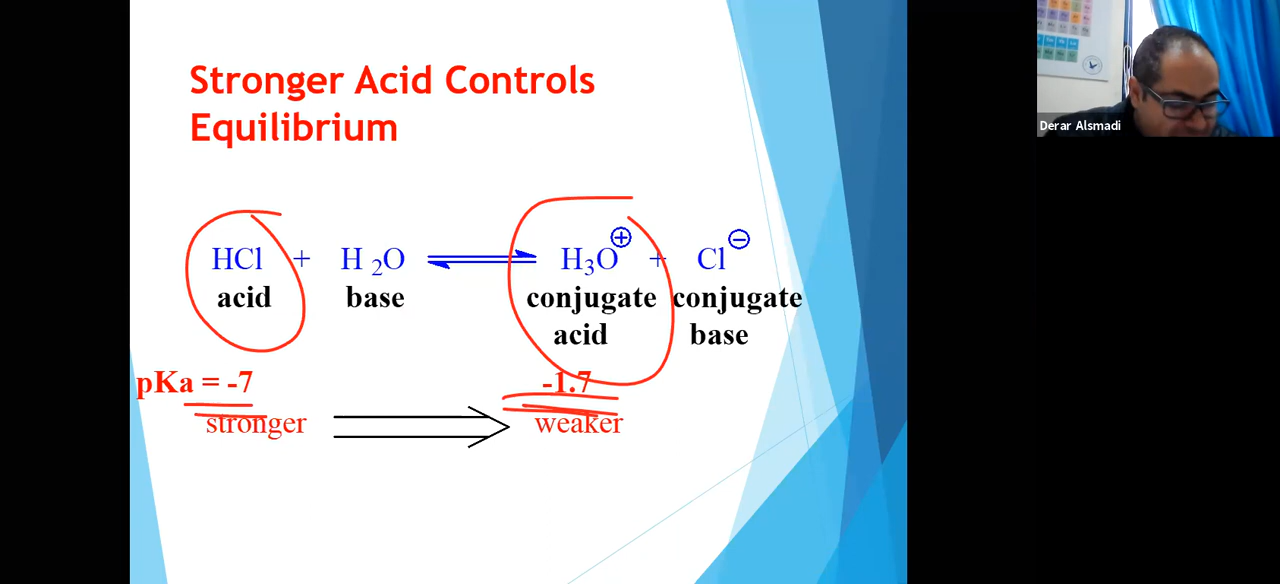 Stronger Acid Controls
Equilibrium
HCl + H2O ⇌ H3O⊕ + Cl⊖
acid base conjugate conjugate
acid base
pKa = -7 -1.7
stronger weaker
Derar Alsmadi